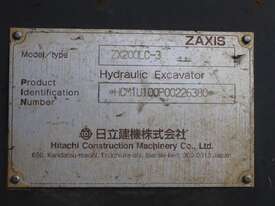 ZAXIS
Model/type ZX200LC-3
Hydraulic Excavator
Product
Identification
Number
日立建機株式会社
Hitachi Construction Machinery Co., Ltd.
Japan